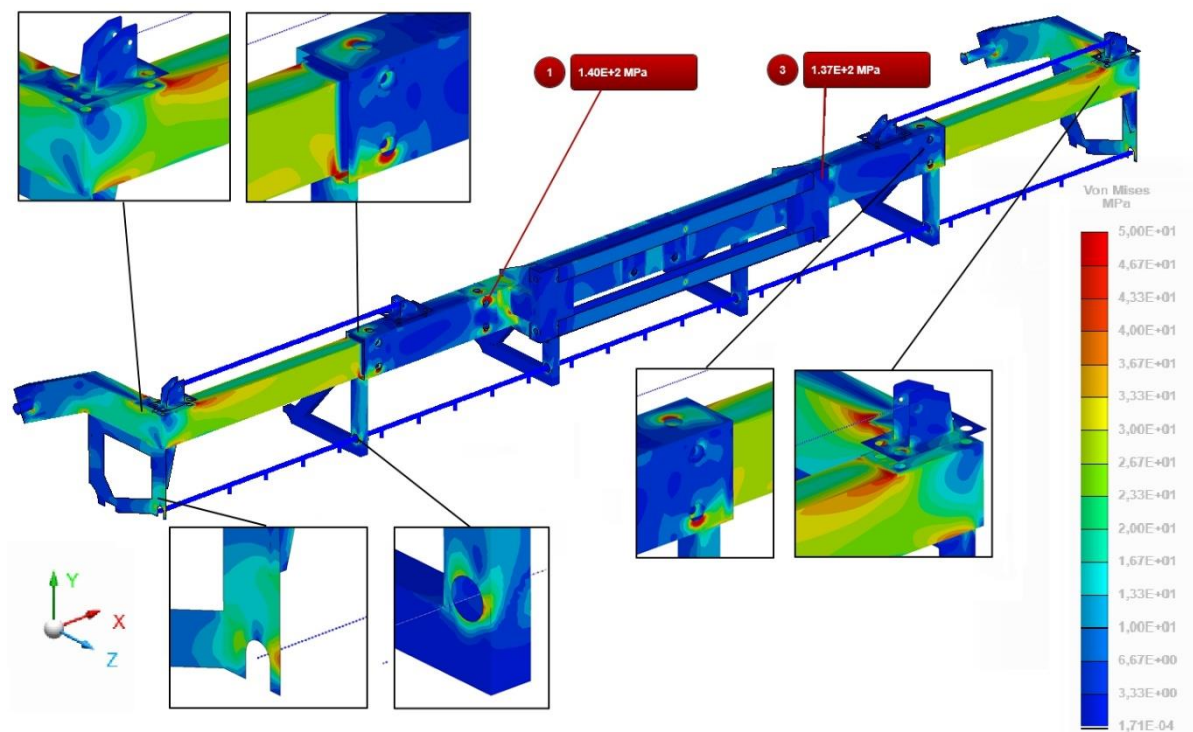 1 1.40E+2 MPa
3 1.37E+2 MPa
Von Mises
MPa
5,00E+01
4,67E+01
4,33E+01
4,00E+01
3,67E+01
3,33E+01
3,00E+01
2,67E+01
2,33E+01
2,00E+01
1,67E+01
1,33E+01
1,00E+01
6,67E+00
3,33E+00
1,71E-04
Y
X
Z